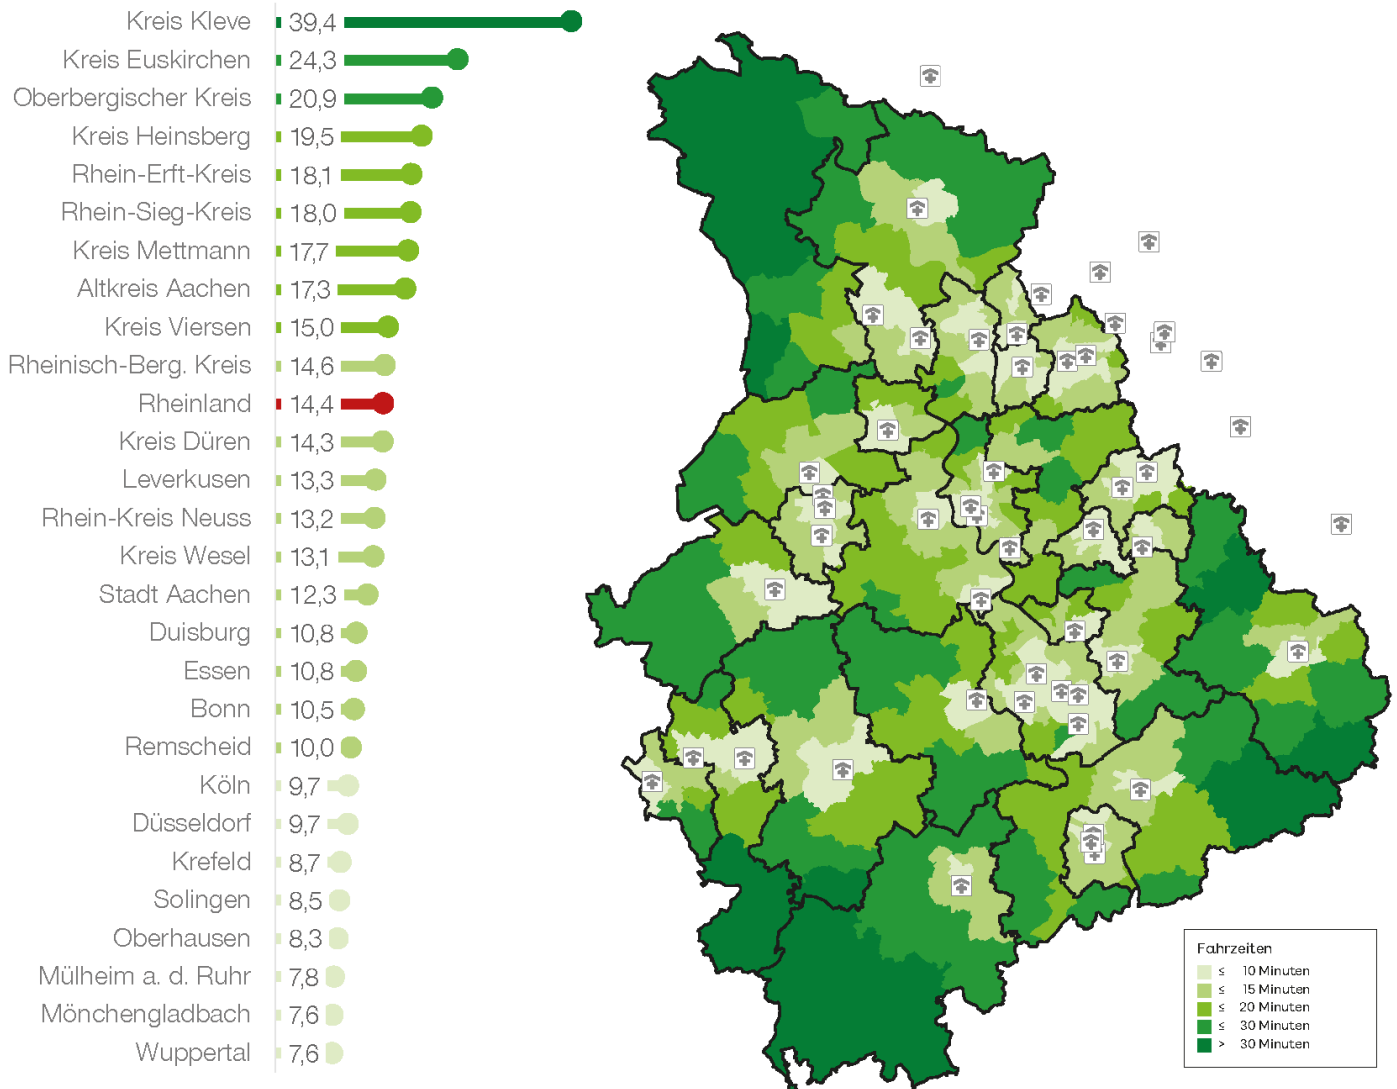 Kreis Kleve 39,4
Kreis Euskirchen 24,3
Oberbergischer Kreis 20,9
Kreis Heinsberg 19,5
Rhein-Erft-Kreis 18,1
Rhein-Sieg-Kreis 18,0
Kreis Mettmann 17,7
Altkreis Aachen 17,3
Kreis Viersen 15,0
Rheinisch-Berg. Kreis 14,6
Rheinland 14,4
Kreis Düren 14,3
Leverkusen 13,3
Rhein-Kreis Neuss 13,2
Kreis Wesel 13,1
Stadt Aachen 12,3
Duisburg 10,8
Essen 10,8
Bonn 10,5
Remscheid 10,0
Köln 9,7
Düsseldorf 9,7
Krefeld 8,7
Solingen 8,5
Oberhausen 8,3
Mülheim a. d. Ruhr 7,8
Mönchengladbach 7,6
Wuppertal 7,6
Fahrzeiten
≤ 10 Minuten
≤ 15 Minuten
≤ 20 Minuten
≤ 30 Minuten
> 30 Minuten